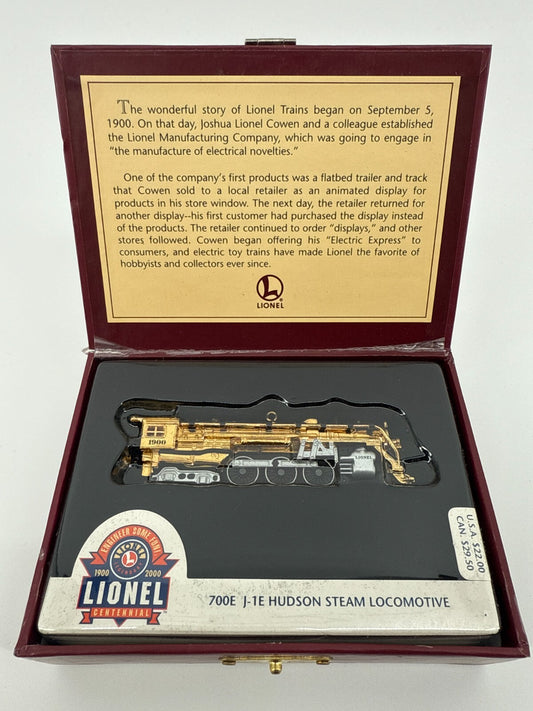 The wonderful story of Lionel Trains began on September 5,
1900. On that day, Joshua Lionel Cowen and a colleague established
the Lionel Manufacturing Company, which was going to engage in
"the manufacture of electrical novelties."
One of the company's first products was a flatbed trailer and track
that Cowen sold to a local retailer as an animated display for
products in his store window. The next day, the retailer returned for
another display--his first customer had purchased the display instead
of the products. The retailer continued to order "displays," and other
stores followed. Cowen began offering his "Electric Express" to
consumers, and electric toy trains have made Lionel the favorite of
hobbyists and collectors ever since.
L
LIONEL
1900
LIONEL
U.S.A. $22.00
CAN. $29.50
ENGINEER SOME FUN!
L
1900 2000
LIONEL
CENTENNIAL
700E J-1E HUDSON STEAM LOCOMOTIVE